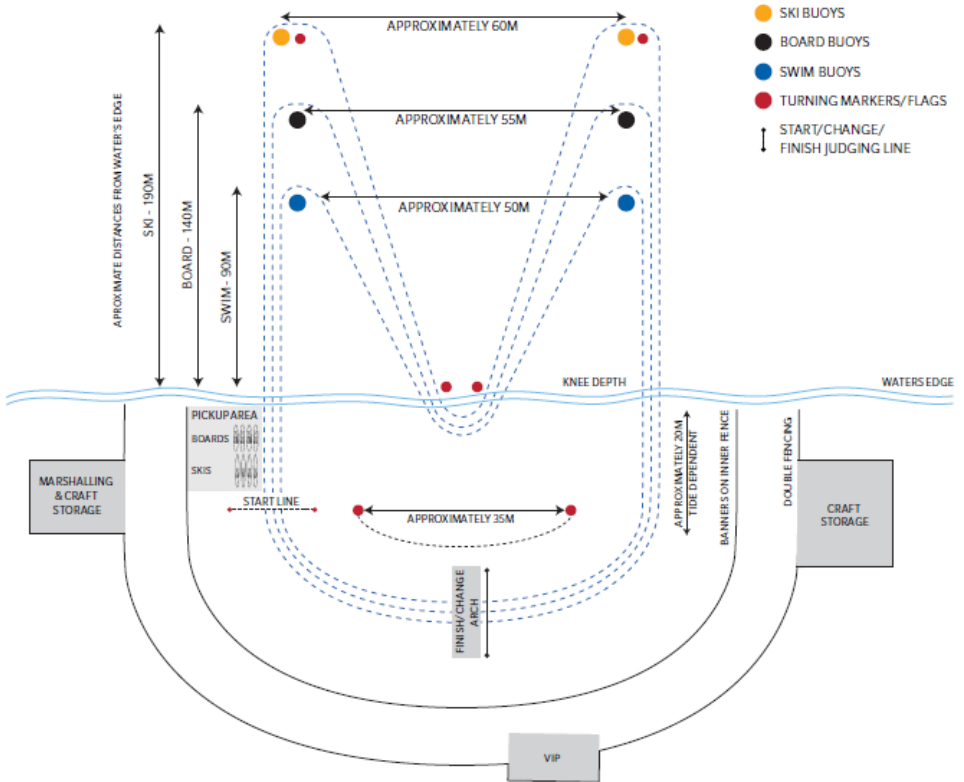 APPROXIMATELY 60M
SKI BUOYS
BOARD BUOYS
SWIM BUOYS
TURNING MARKERS/FLAGS
START/CHANGE/
FINISH JUDGING LINE
APROXIMATE DISTANCES FROM WATER'S EDGE
SKI - 190M
BOARD - 140M
SWIM - 90M
APPROXIMATELY 55M
APPROXIMATELY 50M
KNEE DEPTH
WATERS EDGE
PICKUP AREA
BOARDS
SKIS
MARSHALLING
& CRAFT
STORAGE
START LINE
APPROXIMATELY 35M
APPROXIMATELY 20M
TIDE DEPENDENT
BANNERS ON INNER FENCE
DOUBLE FENCING
CRAFT
STORAGE
FINISH/CHANGE
ARCH
VIP